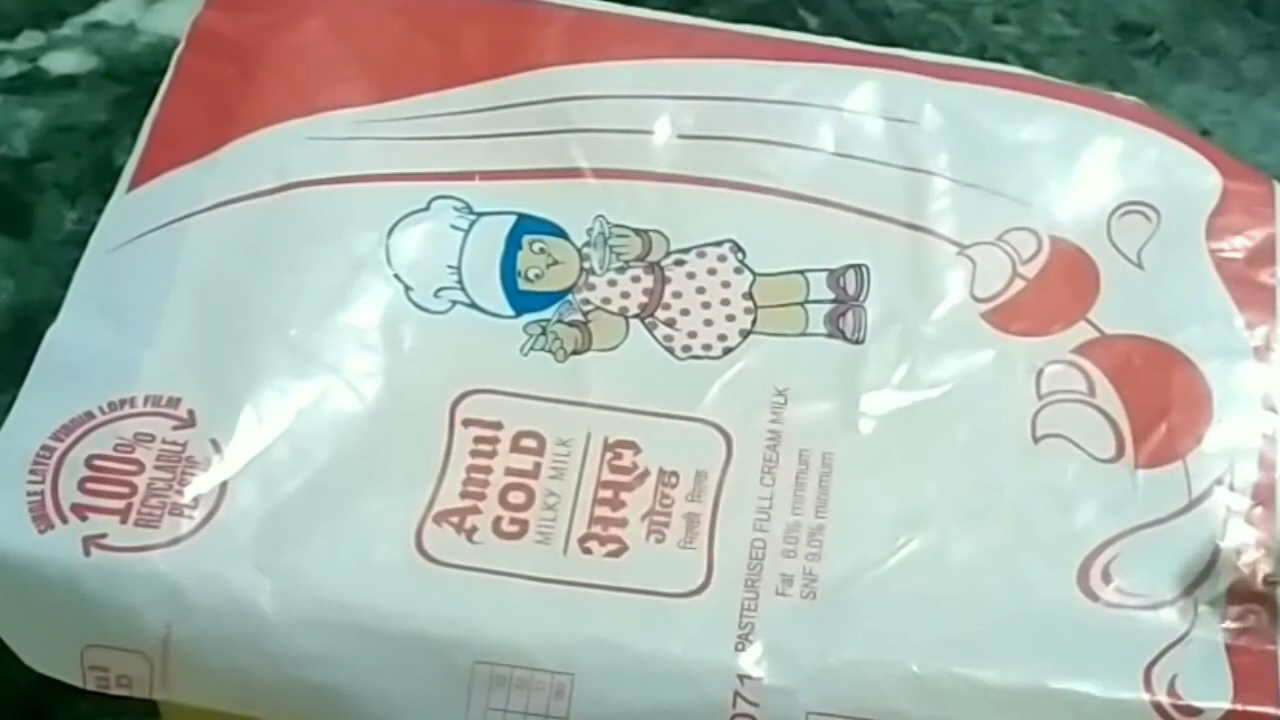 SINGLE LAYER VIRGIN LDPE FILM
100%
RECYCLABLE
PLASTIC
Amul
GOLD
MILKY MILK
अमूल
गोल्ड
मिल्की मिल्क
PASTEURISED FULL CREAM MILK
Fat 6.0% minimum
SNF 9.0% minimum